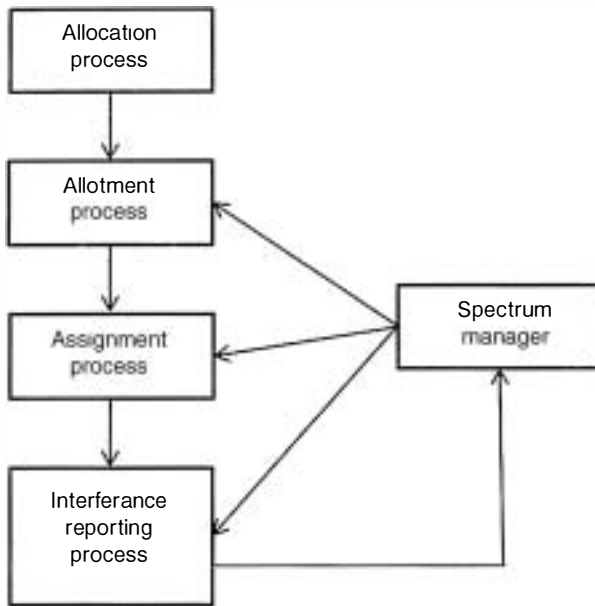 Allocation
process
Allotment
process
Spectrum
manager
Assignment
process
Interferance
reporting
process